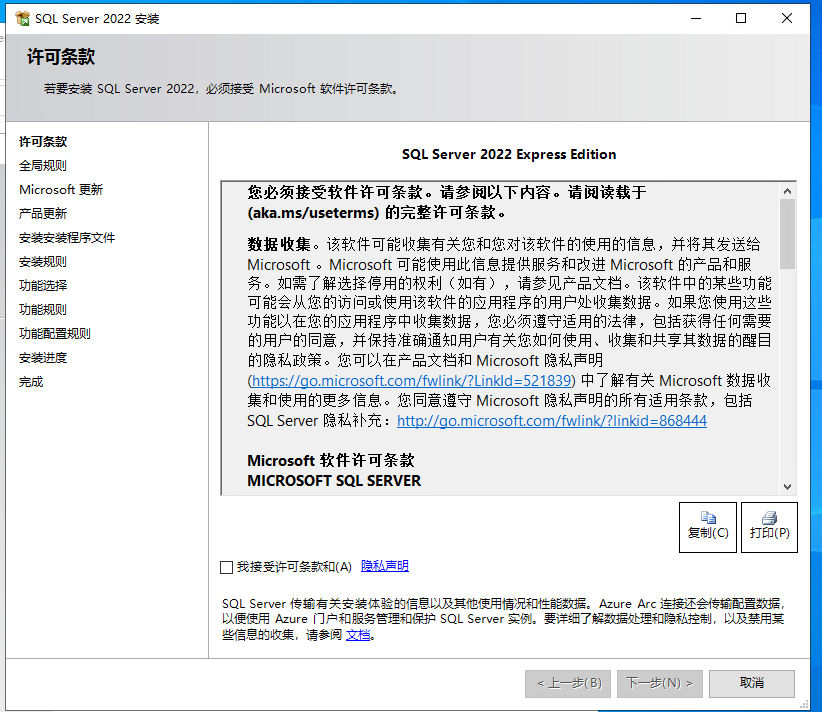 SQL Server 2022 安装
许可条款
若要安装 SQL Server 2022，必须接受 Microsoft 软件许可条款。
许可条款
全局规则
Microsoft 更新
产品更新
安装安装程序文件
安装规则
功能选择
功能规则
功能配置规则
安装进度
完成
SQL Server 2022 Express Edition
您必须接受软件许可条款。请参阅以下内容。请阅读载于
(aka.ms/useterms) 的完整许可条款。
数据收集。该软件可能收集有关您和您对该软件的使用的信息，并将其发送给
Microsoft 。Microsoft 可能使用此信息提供服务和改进 Microsoft 的产品和服
务。如需了解选择停用的权利（如有），请参见产品文档。该软件中的某些功能
可能会从您的访问或使用该软件的应用程序的用户处收集数据。如果您使用这些
功能以在您的应用程序中收集数据，您必须遵守适用的法律，包括获得任何需要
的用户的同意，并保持准确通知用户有关您如何使用、收集和共享其数据的醒目
的隐私政策。您可以在产品文档和 Microsoft 隐私声明
(https://go.microsoft.com/fwlink/?LinkId=521839) 中了解有关 Microsoft 数据收
集和使用的更多信息。您同意遵守 Microsoft 隐私声明的所有适用条款，包括
SQL Server 隐私补充：http://go.microsoft.com/fwlink/?linkid=868444
Microsoft 软件许可条款
MICROSOFT SQL SERVER
复制(C)
打印(P)
我接受许可条款和(A) 隐私声明
SQL Server 传输有关安装体验的信息以及其他使用情况和性能数据。Azure Arc 连接还会传输配置数据，
以便使用 Azure 门户和服务管理和保护 SQL Server 实例。要详细了解数据处理和隐私控制，以及禁用某
些信息的收集，请参阅 文档。
< 上一步(B)
下一步(N) >
取消